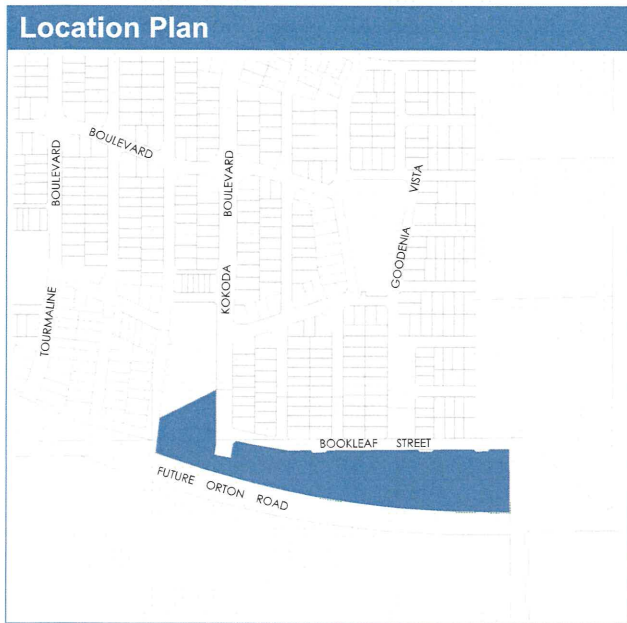 Location Plan
BOULEVARD
BOULEVARD
BOULEVARD
VISTA
GOODENIA
KOKODA
TOURMALINE
BOOKLEAF STREET
FUTURE ORTON ROAD